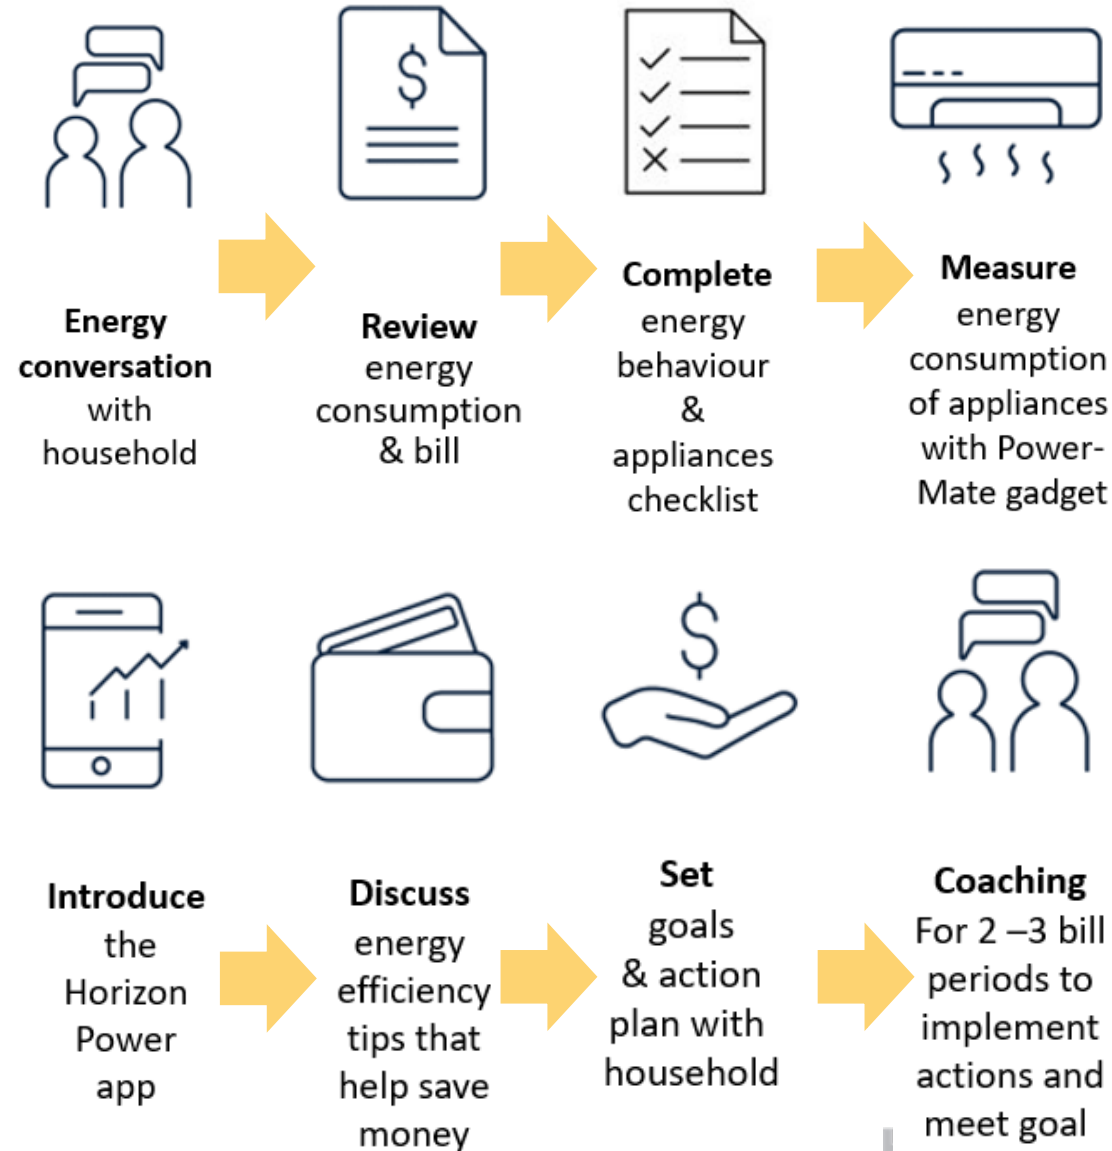 Energy
conversation
with
household
Review
energy
consumption
& bill
Complete
energy
behaviour
&
appliances
checklist
Measure
energy
consumption
of appliances
with Power-
Mate gadget
Introduce
the
Horizon
Power
app
Discuss
energy
efficiency
tips that
help save
money
Set
goals
& action
plan with
household
Coaching
For 2 –3 bill
periods to
implement
actions and
meet goal